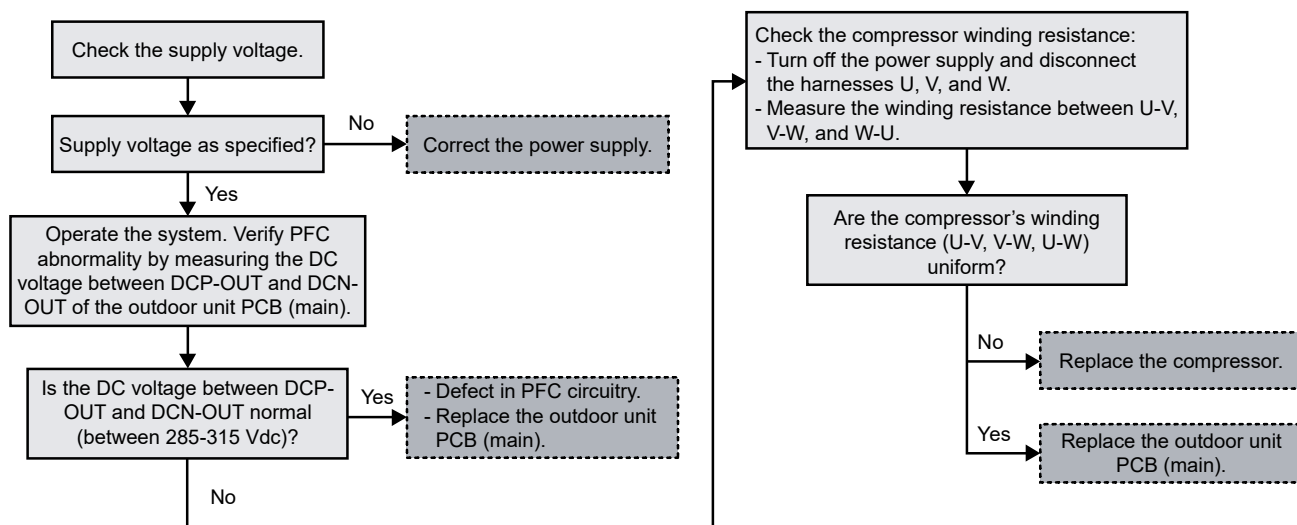 Check the supply voltage.
Supply voltage as specified?
No
Correct the power supply.
Yes
Operate the system. Verify PFC
abnormality by measuring the DC
voltage between DCP-OUT and DCN-
OUT of the outdoor unit PCB (main).
Is the DC voltage between DCP-
OUT and DCN-OUT normal
(between 285-315 Vdc)?
Yes
- Defect in PFC circuitry.
- Replace the outdoor unit
PCB (main).
No
Check the compressor winding resistance:
- Turn off the power supply and disconnect
the harnesses U, V, and W.
- Measure the winding resistance between U-V,
V-W, and W-U.
Are the compressor’s winding
resistance (U-V, V-W, U-W)
uniform?
No
Replace the compressor.
Yes
Replace the outdoor unit
PCB (main).